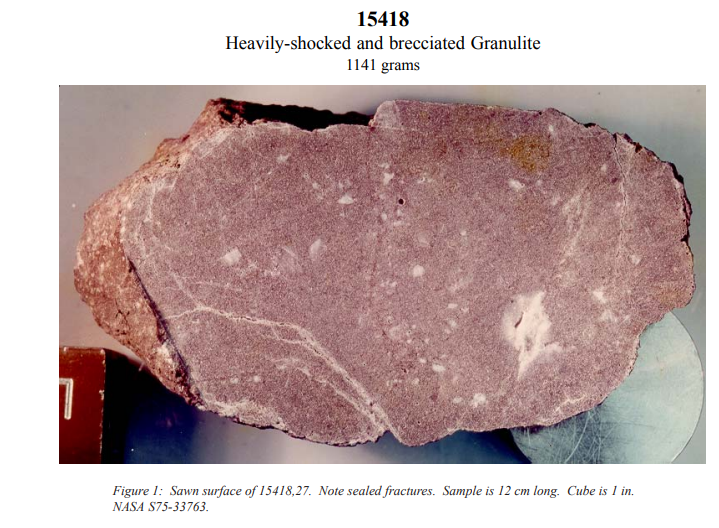 15418
Heavily-shocked and brecciated Granulite
1141 grams
Figure 1:  Sawn surface of 15418,27.  Note sealed fractures.  Sample is 12 cm long.  Cube is 1 in.
NASA S75-33763.